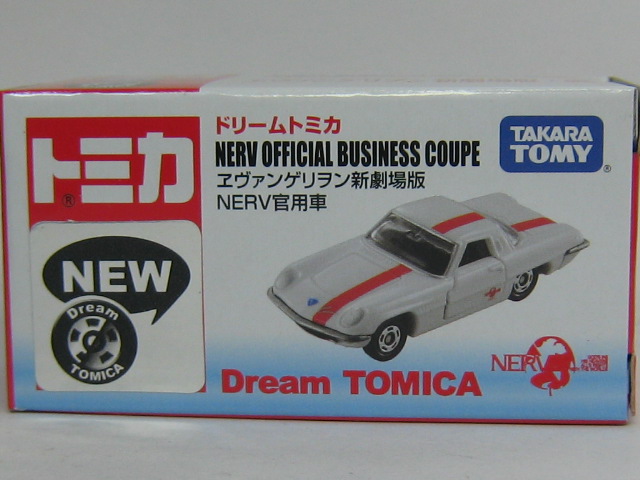 トミカ
®
ドリームトミカ
NERV OFFICIAL BUSINESS COUPE
ヱヴァンゲリヲン新劇場版
NERV官用車
TAKARA
TOMY
®
NEW
Dream
TOMICA
Dream TOMICA
NERV